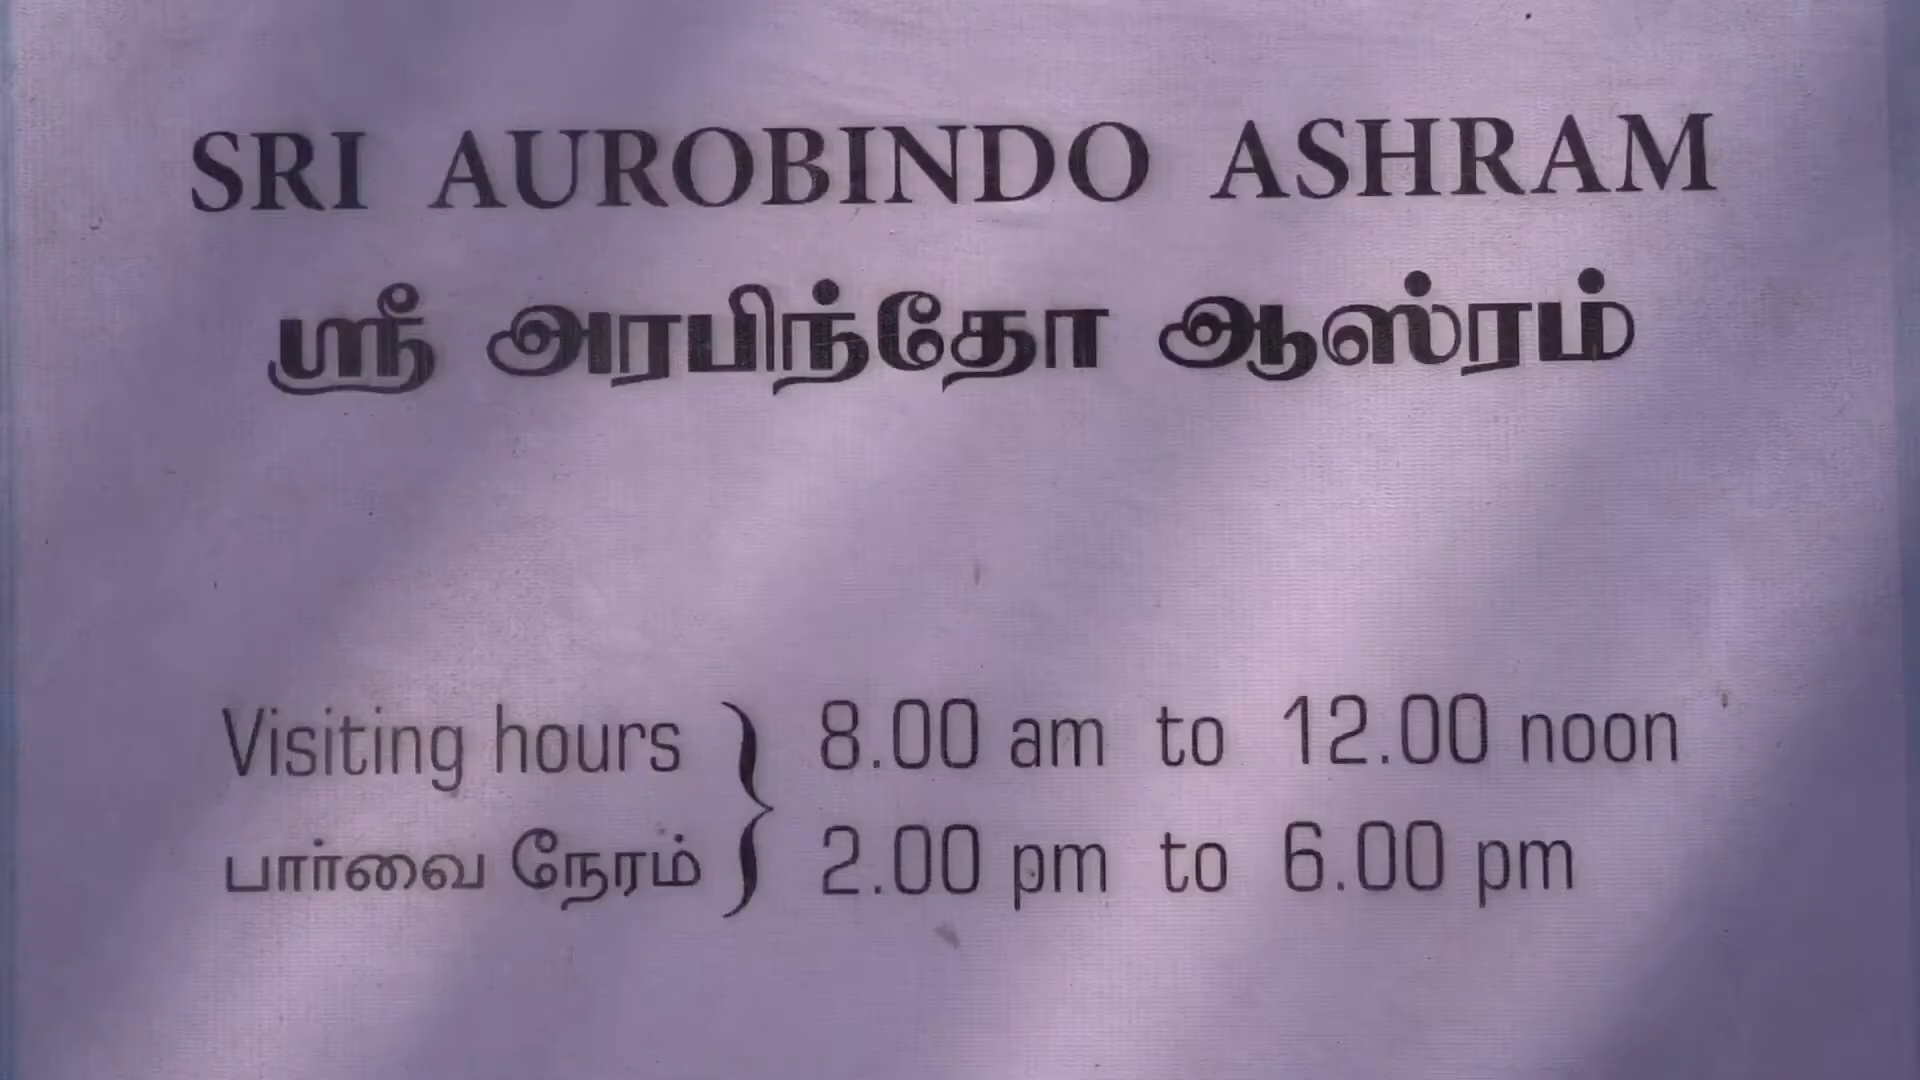 SRI AUROBINDO ASHRAM
ஸ்ரீ அரபிந்தோ ஆஸ்ரம்
Visiting hours } 8.00 am to 12.00 noon
பார்வை நேரம் 2.00 pm to 6.00 pm